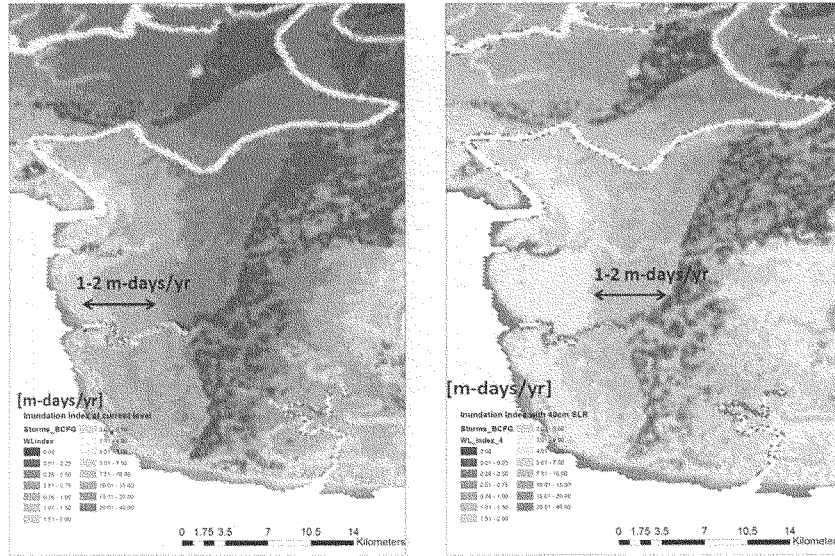 1-2 m-days/yr
[m-days/yr]
Inundation Index at current level
Storms_BCFG
WLindex
0.00
0.01 - 0.25
0.26 - 0.50
0.51 - 0.75
0.76 - 1.00
1.01 - 1.50
1.51 - 2.00
7.51 - 10.00
10.01 - 15.00
15.01 - 20.00
20.01 - 40.00
0 1.75 3.5 7 10.5 14
Kilometers
1-2 m-days/yr
[m-days/yr]
Inundation Index with 40cm SLR
Storms_BCFG
WL_index_4
0.00
0.01 - 0.25
0.26 - 0.50
0.51 - 0.75
0.76 - 1.00
1.01 - 1.50
1.51 - 2.00
5.01 - 7.50
7.51 - 10.00
10.01 - 15.00
15.01 - 20.00
20.01 - 40.00
0 1.75 3.5 7 10.5 14
Kilometers